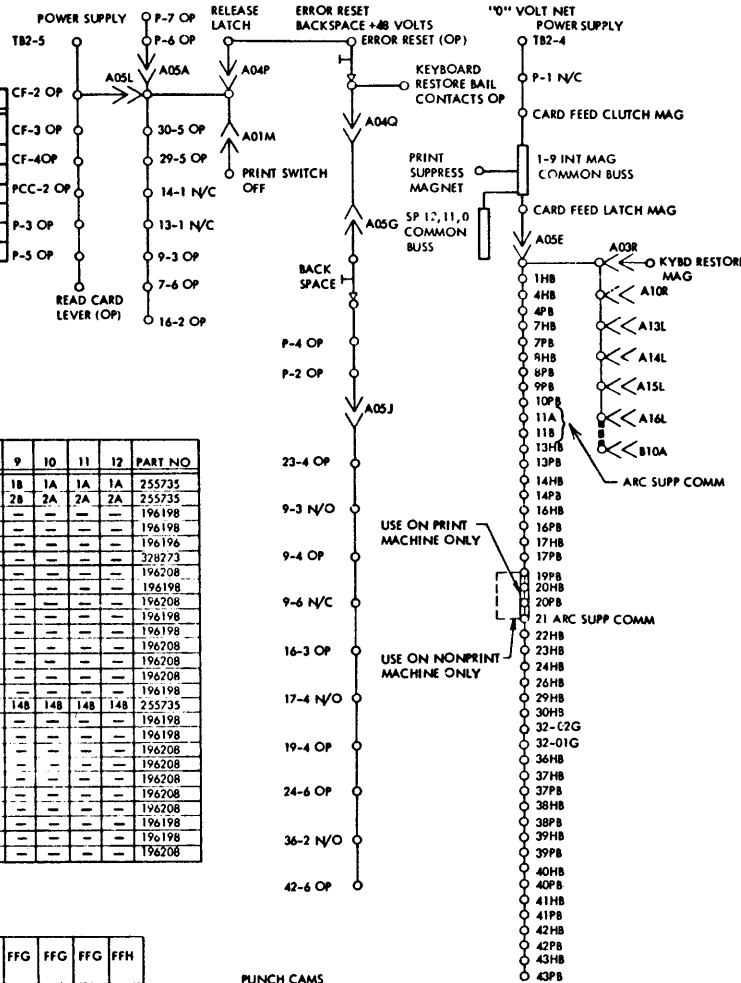 POWER SUPPLY
TB2-5
P-7 OP
P-6 OP
A05L
A05A
CF-2 OP
CF-3 OP
CF-4OP
PCC-2 OP
P-3 OP
P-5 OP
READ CARD
LEVER (OP)
30-5 OP
29-5 OP
14-1 N/C
13-1 N/C
9-3 OP
7-6 OP
16-2 OP
RELEASE
LATCH
A04P
A01M
PRINT SWITCH
OFF
ERROR RESET
BACKSPACE +48 VOLTS
ERROR RESET (OP)
KEYBOARD
RESTORE BAIL
CONTACTS OP
A04Q
A05G
BACK
SPACE
P-4 OP
P-2 OP
A05J
23-4 OP
9-3 N/O
9-4 OP
9-6 N/C
16-3 OP
17-4 N/O
19-4 OP
24-6 OP
36-2 N/O
42-6 OP
"0" VOLT NET
POWER SUPPLY
TB2-4
P-1 N/C
CARD FEED CLUTCH MAG
PRINT
SUPPRESS
MAGNET
1-9 INT MAG
COMMON BUSS
SP 12,11,0
COMMON
BUSS
CARD FEED LATCH MAG
A05E
A03R
KYBD RESTORE
MAG
A10R
A13L
A14L
A15L
A16L
B10A
ARC SUPP COMM
1HB
4HB
4PB
7HB
7PB
8HB
8PB
9PB
10PB
11A
11B
13HB
13PB
14HB
14PB
16HB
16PB
17HB
17PB
19PB
20HB
20PB
21 ARC SUPP COMM
22HB
23HB
24HB
26HB
29HB
30HB
32-02G
32-01G
36HB
37HB
37PB
38HB
38PB
39HB
39PB
40HB
40PB
41HB
41PB
42HB
42PB
43HB
43PB
USE ON PRINT
MACHINE ONLY
USE ON NONPRINT
MACHINE ONLY
9 10 11 12 PART NO
1B 1A 1A 1A 255735
2B 2A 2A 2A 255735
— — — — 196198
— — — — 196198
— — — — 196196
— — — — 328273
— — — — 196208
— — — — 196198
— — — — 196208
— — — — 196198
— — — — 196198
— — — — 196208
— — — — 196208
— — — — 196208
— — — — 196198
14B 14B 14B 14B 255735
— — — — 196198
— — — — 196198
— — — — 196208
— — — — 196208
— — — — 196208
— — — — 196208
— — — — 196208
— — — — 196198
— — — — 196198
— — — — 196208
FFG FFG FFG FFH
PUNCH CAMS